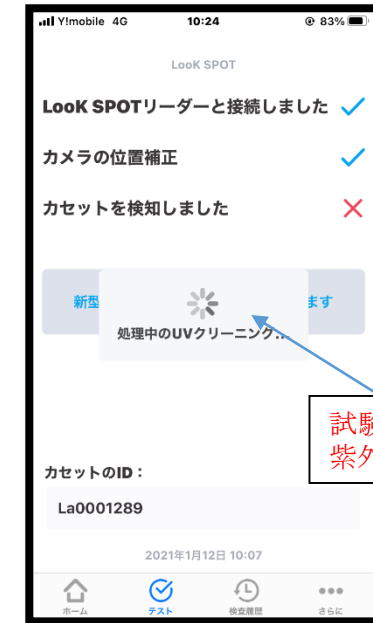 Y!mobile 4G 10:24 83%
LooK SPOT
LooK SPOTリーダーと接続しました
カメラの位置補正
カセットを検知しました
新型 ます
処理中のUVクリーニング...
試験
紫外
カセットのID：
La0001289
2021年1月12日 10:07
ホーム テスト 検査履歴 さらに